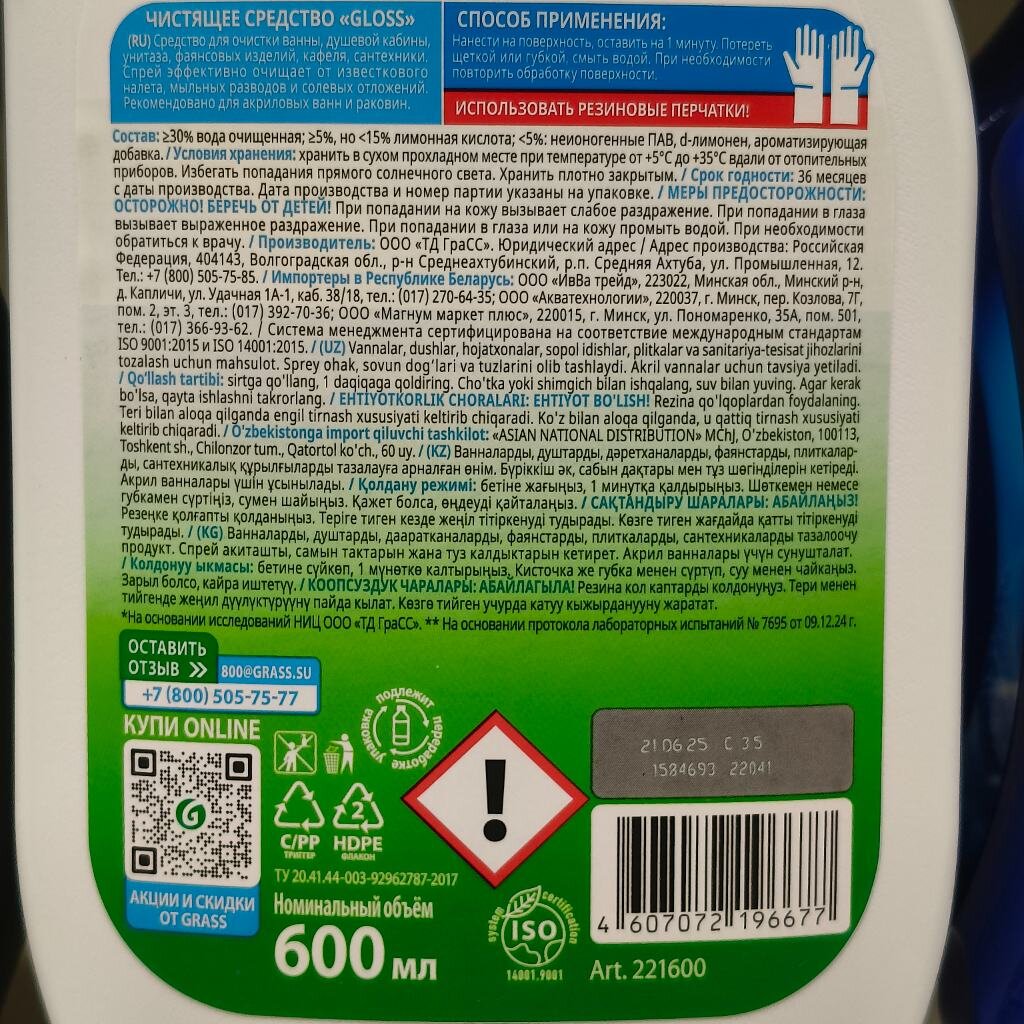 ЧИСТЯЩЕЕ СРЕДСТВО «GLOSS»
(RU) Средство для очистки ванны, душевой кабины,
унитаза, фаянсовых изделий, кафеля, сантехники.
Спрей эффективно очищает от известкового
налета, мыльных разводов и солевых отложений.
Рекомендовано для акриловых ванн и раковин.
СПОСОБ ПРИМЕНЕНИЯ:
Нанести на поверхность, оставить на 1 минуту. Потереть
щеткой или губкой, смыть водой. При необходимости
повторить обработку поверхности.
ИСПОЛЬЗОВАТЬ РЕЗИНОВЫЕ ПЕРЧАТКИ!
Состав: ≥30% вода очищенная; ≥5%, но <15% лимонная кислота; <5%: неионогенные ПАВ, d-лимонен, ароматизирующая
добавка. / Условия хранения: хранить в сухом прохладном месте при температуре от +5°C до +35°C вдали от отопительных
приборов. Избегать попадания прямого солнечного света. Хранить плотно закрытым. / Срок годности: 36 месяцев
с даты производства. Дата производства и номер партии указаны на упаковке. / МЕРЫ ПРЕДОСТОРОЖНОСТИ:
ОСТОРОЖНО! БЕРЕЧЬ ОТ ДЕТЕЙ! При попадании на кожу вызывает слабое раздражение. При попадании в глаза
вызывает выраженное раздражение. При попадании в глаза или на кожу промыть водой. При необходимости
обратиться к врачу. / Производитель: ООО «ТД ГраСС». Юридический адрес / Адрес производства: Российская
Федерация, 404143, Волгоградская обл., р-н Среднеахтубинский, р.п. Средняя Ахтуба, ул. Промышленная, 12.
Тел.: +7 (800) 505-75-85. / Импортеры в Республике Беларусь: ООО «ИвВа трейд», 223022, Минская обл., Минский р-н,
д. Капличи, ул. Удачная 1А-1, каб. 38/18, тел.: (017) 270-64-35; ООО «Акватехнологии», 220037, г. Минск, пер. Козлова, 7Г,
пом. 2, эт. 3, тел.: (017) 392-70-36; ООО «Магнум маркет плюс», 220015, г. Минск, ул. Пономаренко, 35А, пом. 501,
тел.: (017) 366-93-62. / Система менеджмента сертифицирована на соответствие международным стандартам
ISO 9001:2015 и ISO 14001:2015. / (UZ) Vannalar, dushlar, hojatxonalar, sopol idishlar, plitkalar va sanitariya-tesisat jihozlarini
tozalash uchun mahsulot. Sprey ohak, sovun dog'lari va tuzlarini olib tashlaydi. Akril vannalar uchun tavsiya yetiladi.
/ Qo'llash tartibi: sirtga qo'llang, 1 daqiqaga qoldiring. Cho'tka yoki shimgich bilan ishqalang, suv bilan yuving. Agar kerak
bo'lsa, qayta ishlashni takrorlang. / EHTIYOTKORLIK CHORALARI: EHTIYOT BO'LISH! Rezina qo'lqoplardan foydalaning.
Teri bilan aloqa qilganda engil tirnash xususiyati keltirib chiqaradi. Ko'z bilan aloqa qilganda, u qattiq tirnash xususiyati
keltirib chiqaradi. / O'zbekistonga import qiluvchi tashkilot: «ASIAN NATIONAL DISTRIBUTION» MChJ, O'zbekiston, 100113,
Toshkent sh., Chilonzor tum., Qatortol ko'ch., 60 uy. / (KZ) Ванналарды, душтарды, дәретханаларды, фаянстарды, плиткалар-
ды, сантехникалық құрылғыларды тазалауға арналған өнім. Бүріккіш әк, сабын дақтары мен тұз шөгінділерін кетіреді.
Акрил ванналары үшін ұсынылады. / Қолдану режимі: бетіне жағыңыз, 1 минутқа қалдырыңыз. Шөткемен немесе
губкамен сүртіңіз, сумен шайыңыз. Қажет болса, өңдеуді қайталаңыз. / САҚТАНДЫРУ ШАРАЛАРЫ: АБАЙЛАҢЫЗ!
Резеңке қолғапты қолданыңыз. Теріге тиген кезде жеңіл тітіркенуді тудырады. Көзге тиген жағдайда қатты тітіркенуді
тудырады. / (KG) Ванналарды, душтарды, даараткаларды, фаянстарды, плиткаларды, сантехникаларды тазалоочу
продукт. Спрей акиташты, самын тактарын жана туз калдыктарын кетирет. Акрил ванналары үчүн сунушталат.
/ Колдонуу ыкмасы: бетине сүйкөп, 1 мүнөткө калтырыңыз. Кисточка же губка менен сүртүп, суу менен чайкаңыз.
Зарыл болсо, кайра иштетүү. / КООПСУЗДУК ЧАРАЛАРЫ: АБАЙЛАГЫЛА! Резина кол каптарды колдонуңуз. Тери менен
тийгенде жеңил дүүлүктүрүүнү пайда кылат. Көзгө тийген учурда катуу кыжырданууну жаратат.
*На основании исследований НИЦ ООО «ТД ГраСС». ** На основании протокола лабораторных испытаний № 7695 от 09.12.24 г.
ОСТАВИТЬ
ОТЗЫВ »
800@GRASS.SU
+7 (800) 505-75-77
КУПИ ONLINE
G
АКЦИИ И СКИДКИ
ОТ GRASS
упаковка подлежит переработке
C/PP
ТРИГГЕР
2
HDPE
ФЛАКОН
ТУ 20.41.44-003-92962787-2017
Номинальный объём
600 мл
!
system certification
ISO
14001.9001
21 06 25 C 35
1584693 22041
4 607072 196677
Art. 221600